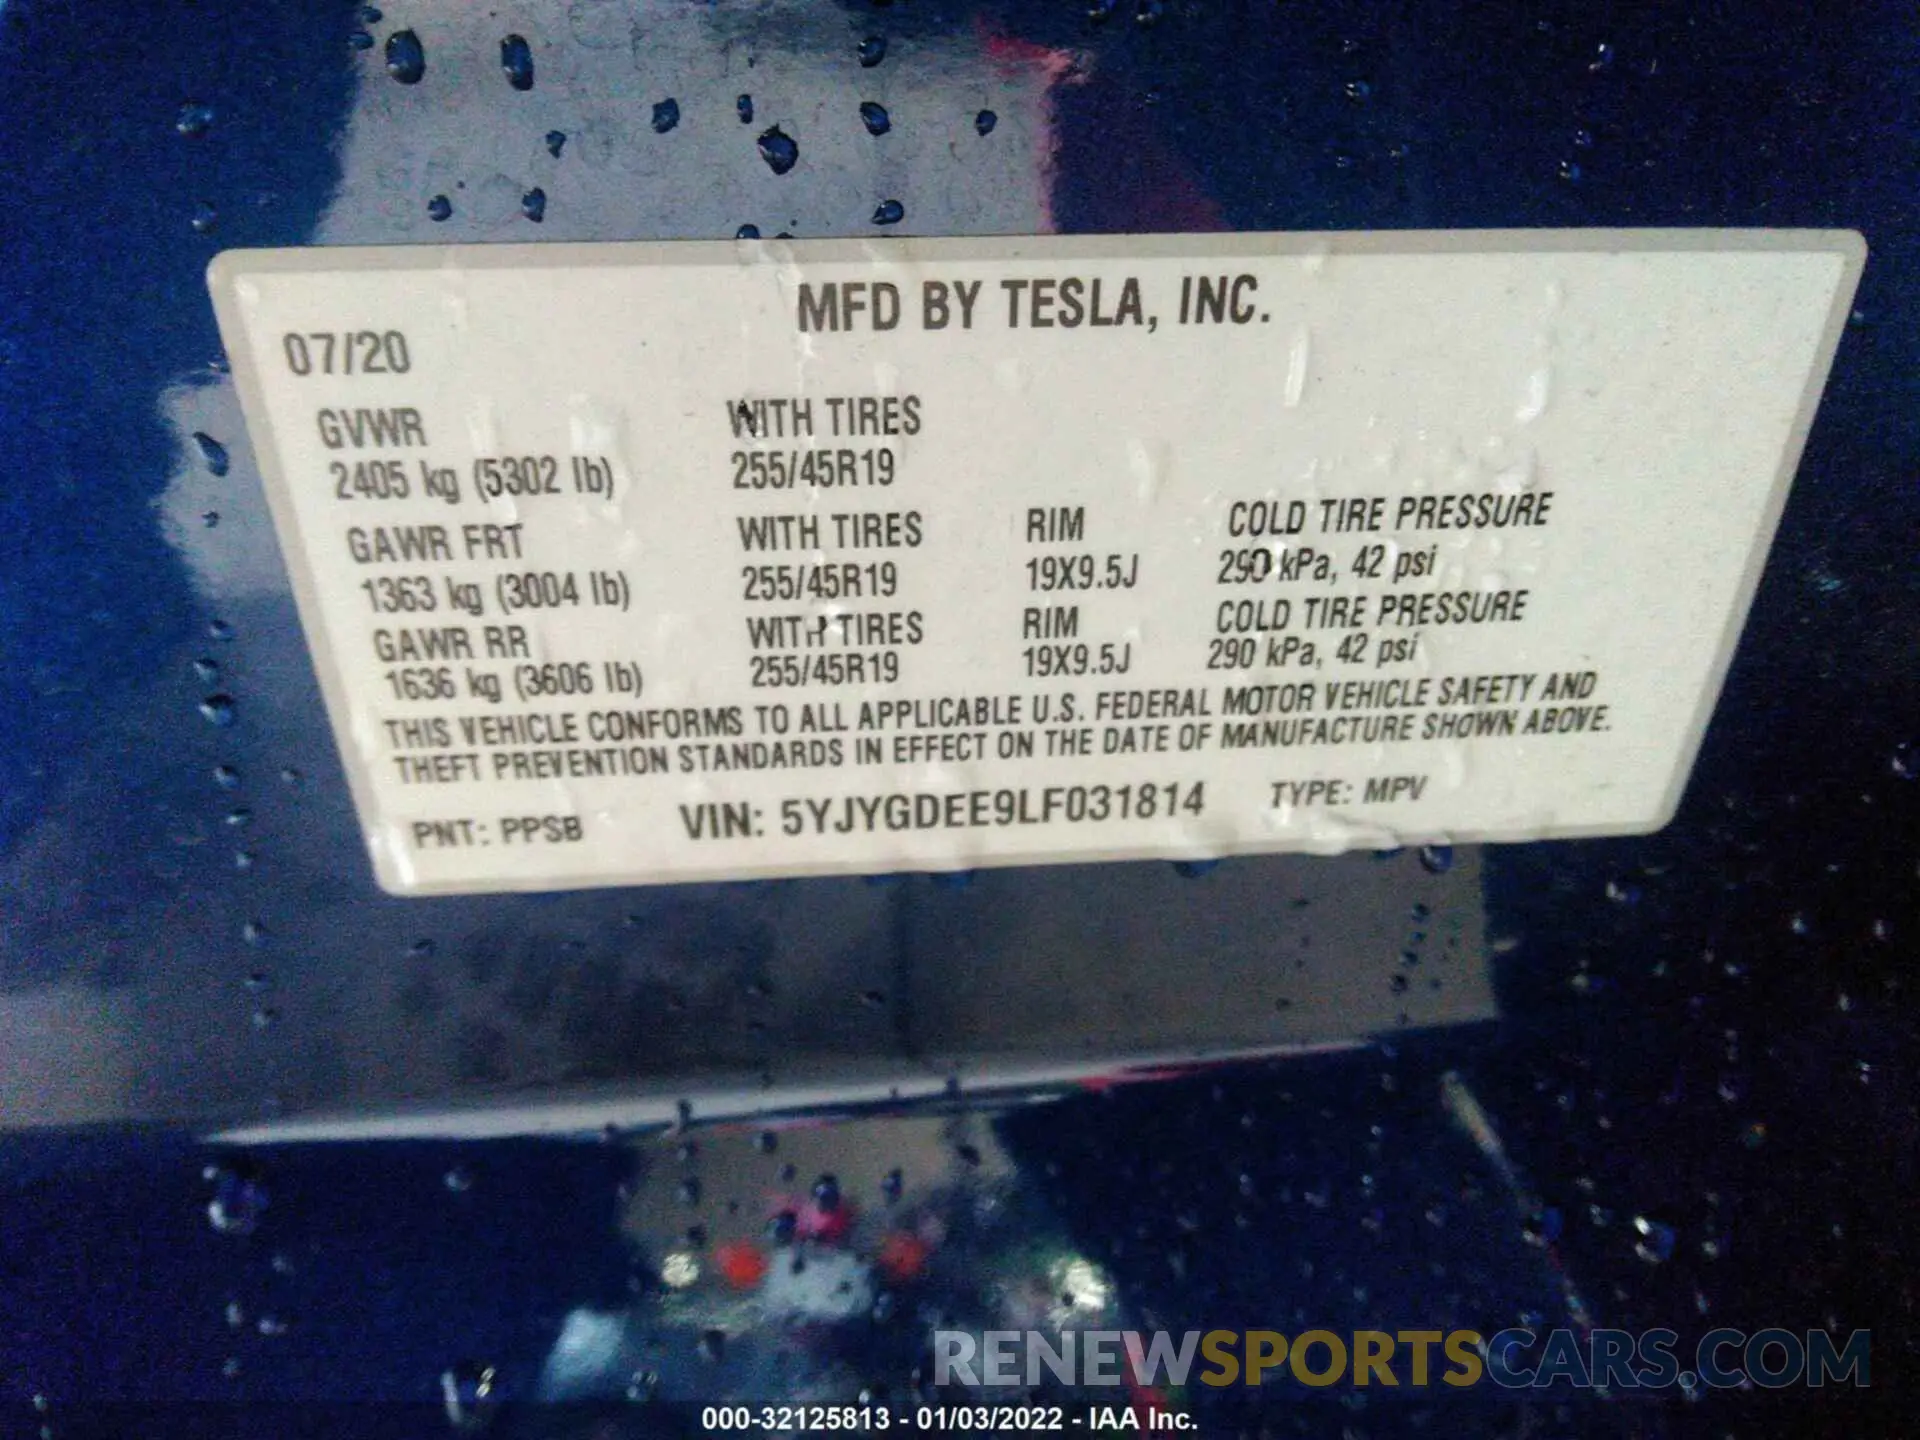 MFD BY TESLA, INC.
07/20
GVWR WITH TIRES
2405 kg (5302 lb) 255/45R19
GAWR FRT WITH TIRES RIM COLD TIRE PRESSURE
1363 kg (3004 lb) 255/45R19 19X9.5J 290 kPa, 42 psi
GAWR RR WITH TIRES RIM COLD TIRE PRESSURE
1636 kg (3606 lb) 255/45R19 19X9.5J 290 kPa, 42 psi
THIS VEHICLE CONFORMS TO ALL APPLICABLE U.S. FEDERAL MOTOR VEHICLE SAFETY AND
THEFT PREVENTION STANDARDS IN EFFECT ON THE DATE OF MANUFACTURE SHOWN ABOVE.
PNT: PPSB VIN: 5YJYGDEE9LF031814 TYPE: MPV
RENEWSPORTSCARS.COM
000-32125813 - 01/03/2022 - IAA Inc.